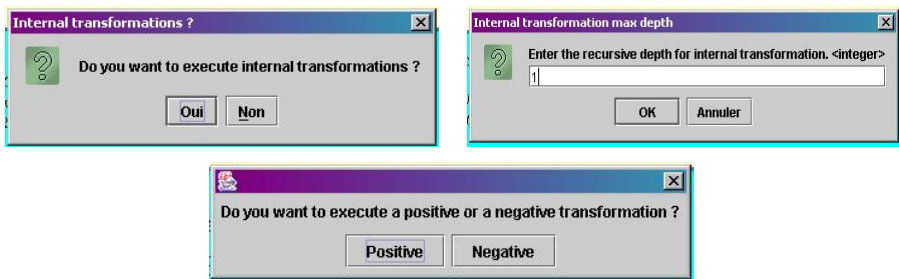 Internal transformations ?
Do you want to execute internal transformations ?
Oui Non
Internal transformation max depth
Enter the recursive depth for internal transformation. <integer>
1
OK Annuler
Do you want to execute a positive or a negative transformation ?
Positive Negative